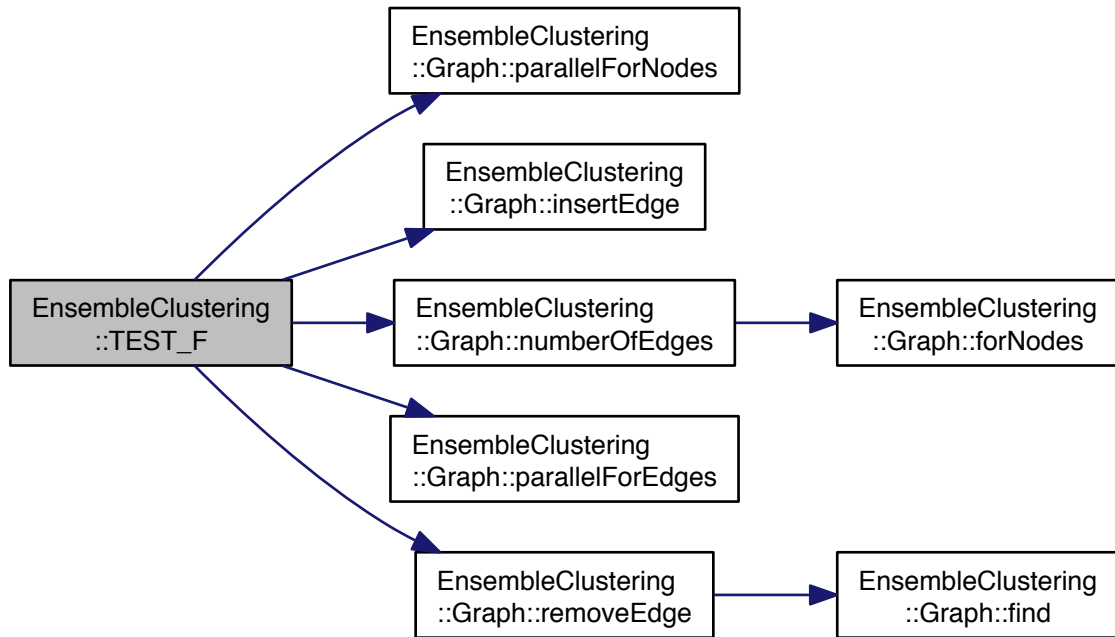 EnsembleClustering
::Graph::parallelForNodes
EnsembleClustering
::Graph::insertEdge
EnsembleClustering
::TEST_F
EnsembleClustering
::Graph::numberOfEdges
EnsembleClustering
::Graph::forNodes
EnsembleClustering
::Graph::parallelForEdges
EnsembleClustering
::Graph::removeEdge
EnsembleClustering
::Graph::find